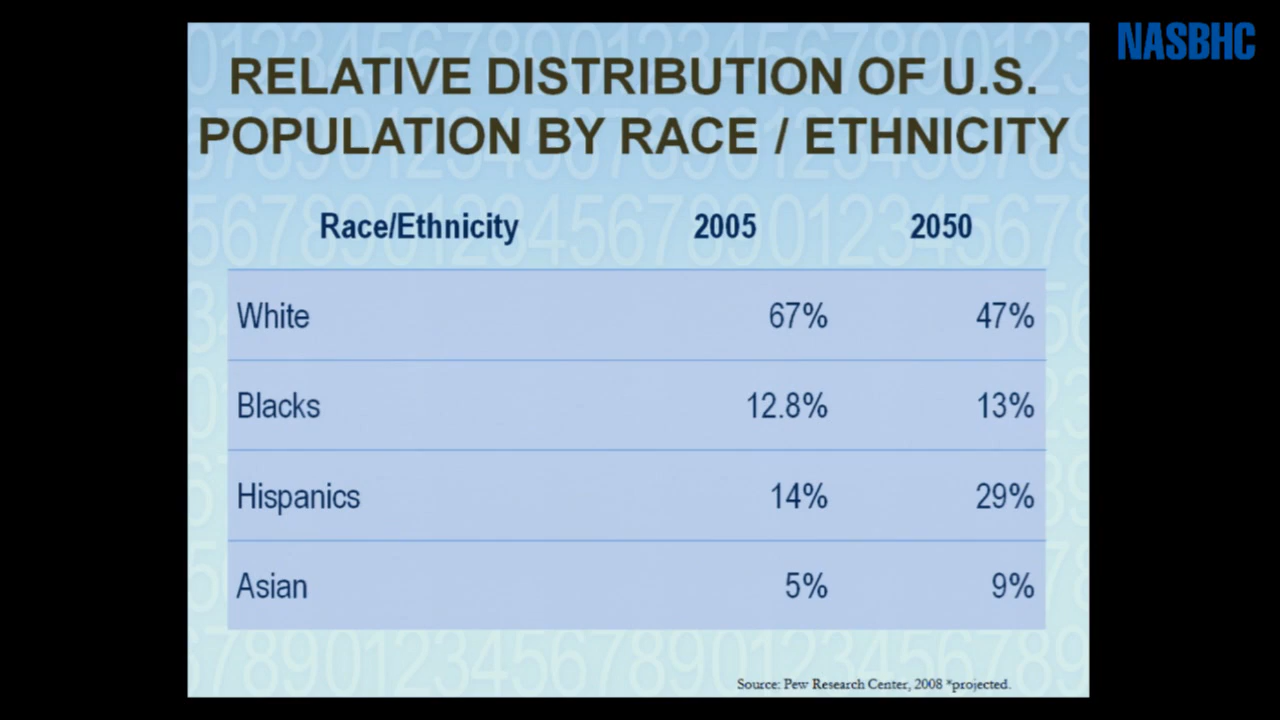 NASBHC
RELATIVE DISTRIBUTION OF U.S.
POPULATION BY RACE / ETHNICITY
Race/Ethnicity 2005 2050
White 67% 47%
Blacks 12.8% 13%
Hispanics 14% 29%
Asian 5% 9%
Source: Pew Research Center, 2008 *projected.